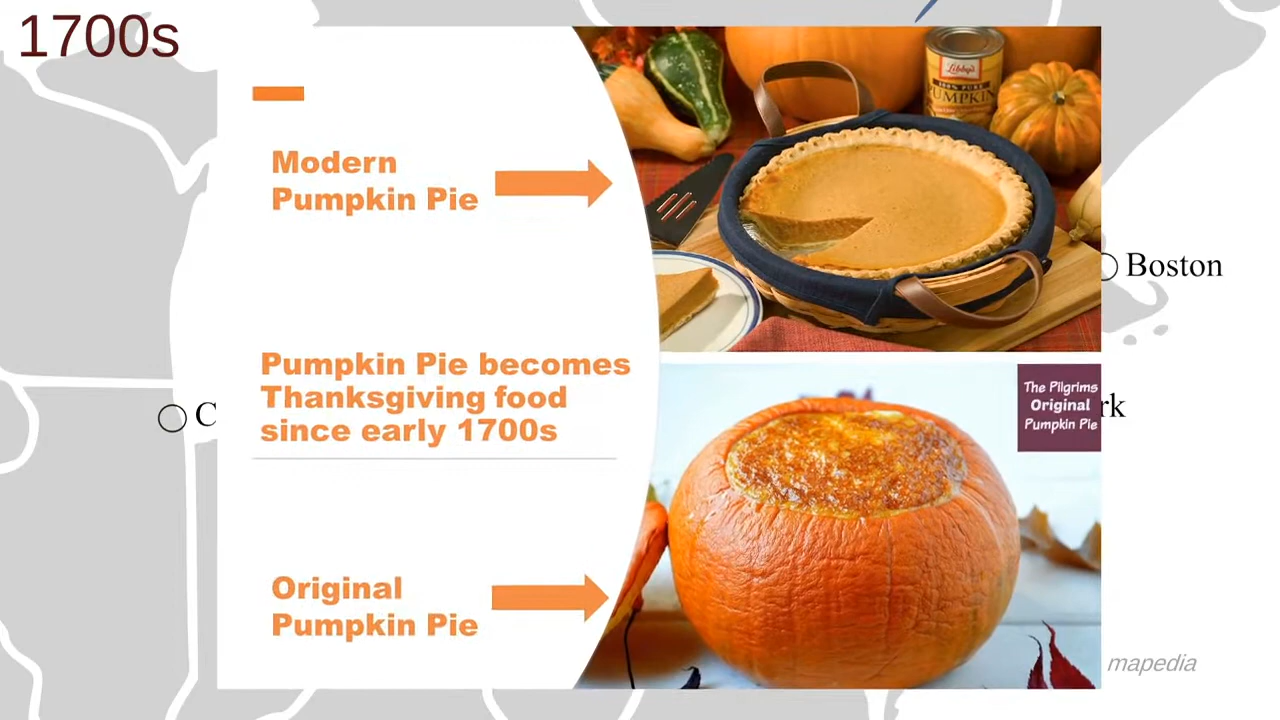 1700s
Modern
Pumpkin Pie
Libby's
100% PURE
PUMPKIN
Boston
Pumpkin Pie becomes
Thanksgiving food
since early 1700s
The Pilgrims
Original
Pumpkin Pie
rk
C
Original
Pumpkin Pie
mapedia